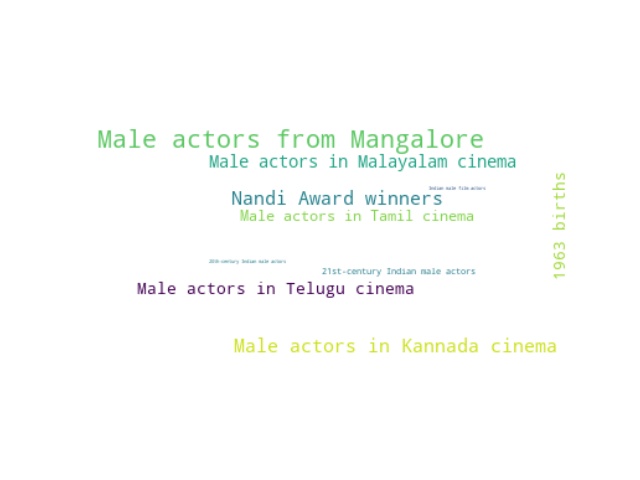 Male actors from Mangalore
Male actors in Malayalam cinema
Indian male film actors
Nandi Award winners
Male actors in Tamil cinema
1963 births
20th-century Indian male actors
21st-century Indian male actors
Male actors in Telugu cinema
Male actors in Kannada cinema